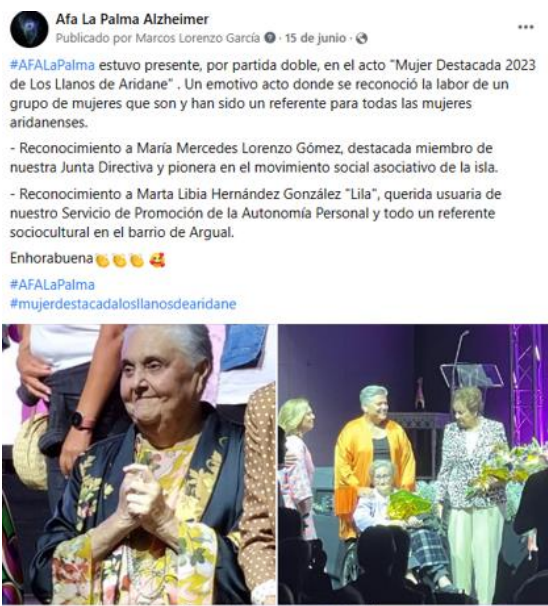 Afa La Palma Alzheimer
Publicado por Marcos Lorenzo García · 15 de junio ·
#AFALaPalma estuvo presente, por partida doble, en el acto "Mujer Destacada 2023
de Los Llanos de Aridane" . Un emotivo acto donde se reconoció la labor de un
grupo de mujeres que son y han sido un referente para todas las mujeres
aridanenses.
- Reconocimiento a María Mercedes Lorenzo Gómez, destacada miembro de
nuestra Junta Directiva y pionera en el movimiento social asociativo de la isla.
- Reconocimiento a Marta Libia Hernández González "Lila", querida usuaria de
nuestro Servicio de Promoción de la Autonomía Personal y todo un referente
sociocultural en el barrio de Argual.
Enhorabuena👏👏👏 🥰
#AFALaPalma
#mujerdestacadalosllanosdearidane